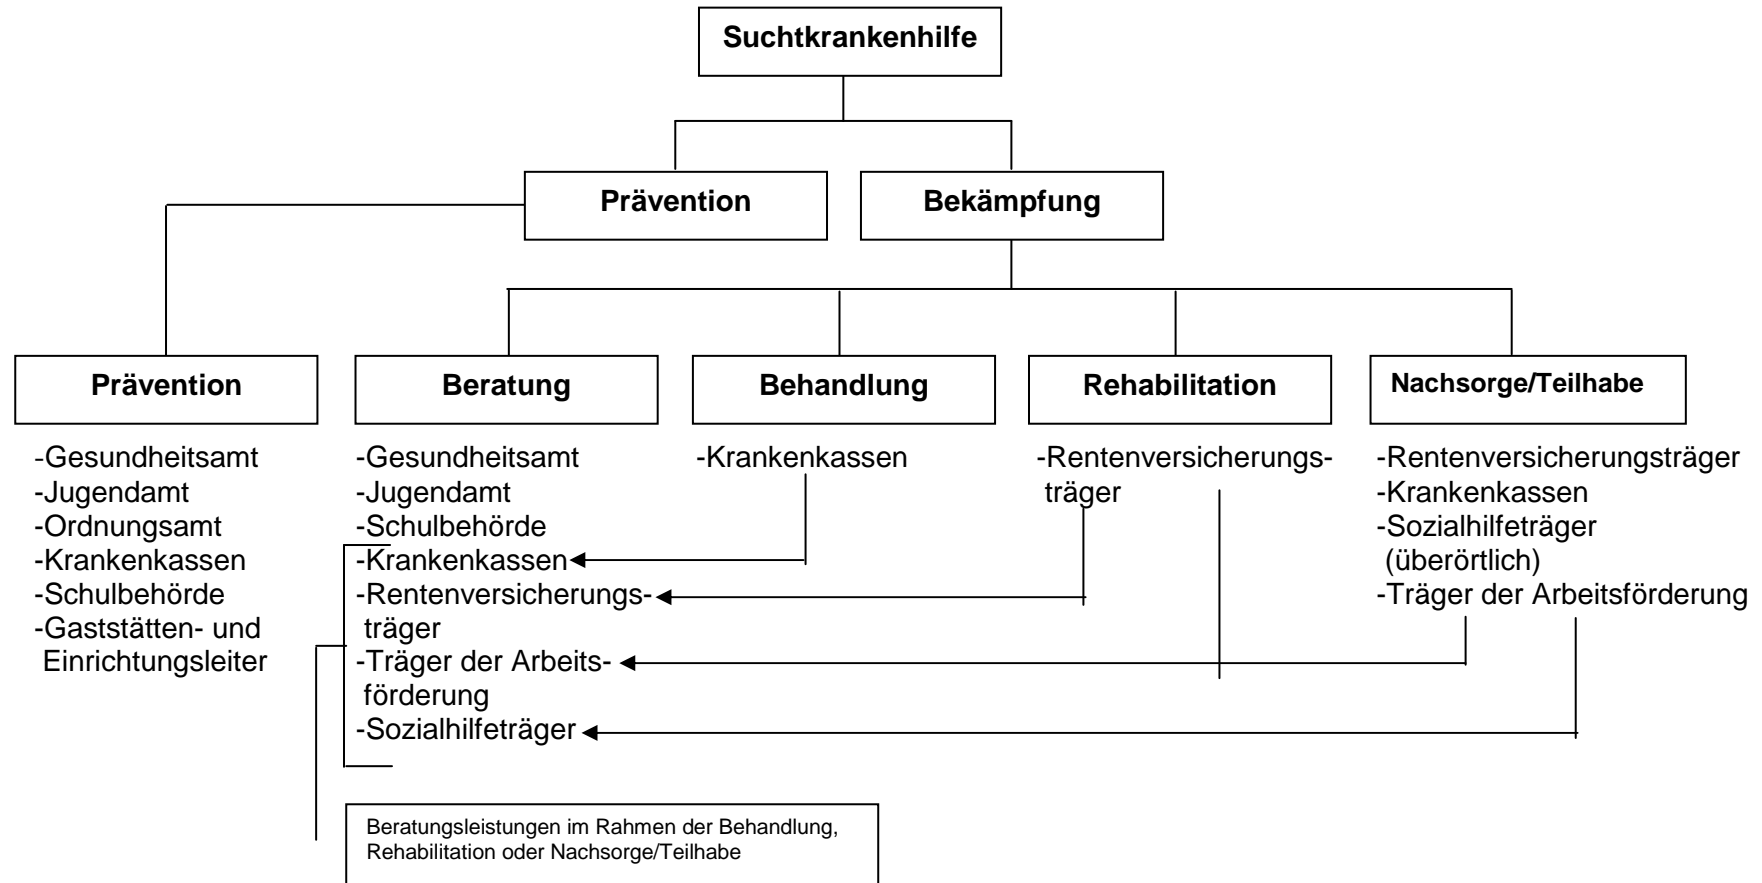 Suchtkrankenhilfe
Prävention
Bekämpfung
Prävention
-Gesundheitsamt
-Jugendamt
-Ordnungsamt
-Krankenkassen
-Schulbehörde
-Gaststätten- und
Einrichtungsleiter
Beratung
-Gesundheitsamt
-Jugendamt
-Schulbehörde
-Krankenkassen
-Rentenversicherungs-
träger
-Träger der Arbeits-
förderung
-Sozialhilfeträger
Behandlung
-Krankenkassen
Rehabilitation
-Rentenversicherungs-
träger
Nachsorge/Teilhabe
-Rentenversicherungsträger
-Krankenkassen
-Sozialhilfeträger
(überörtlich)
-Träger der Arbeitsförderung
Beratungsleistungen im Rahmen der Behandlung,
Rehabilitation oder Nachsorge/Teilhabe